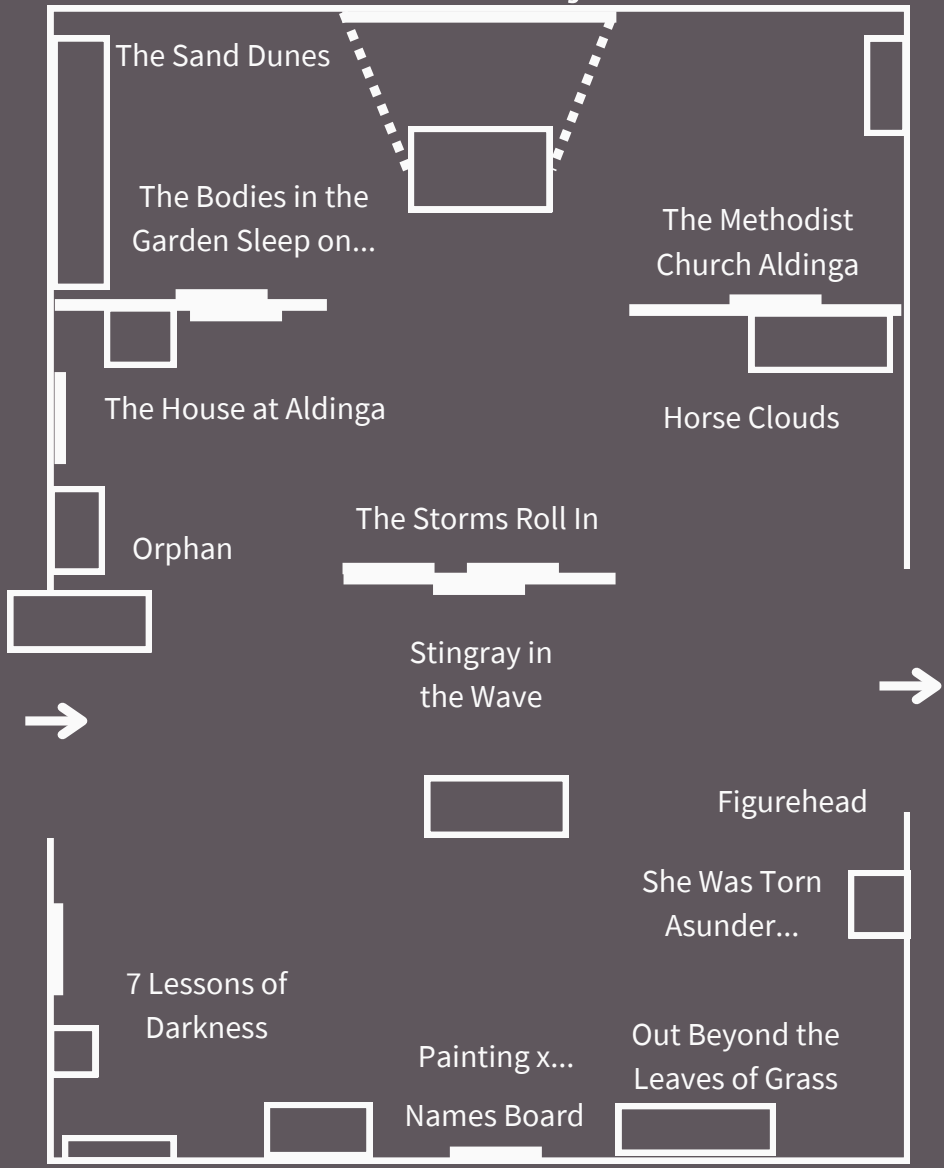 The Sand Dunes
The Bodies in the
Garden Sleep on...
The Methodist
Church Aldinga
The House at Aldinga
Horse Clouds
The Storms Roll In
Orphan
Stingray in
the Wave
Figurehead
She Was Torn
Asunder...
7 Lessons of
Darkness
Out Beyond the
Leaves of Grass
Painting x...
Names Board